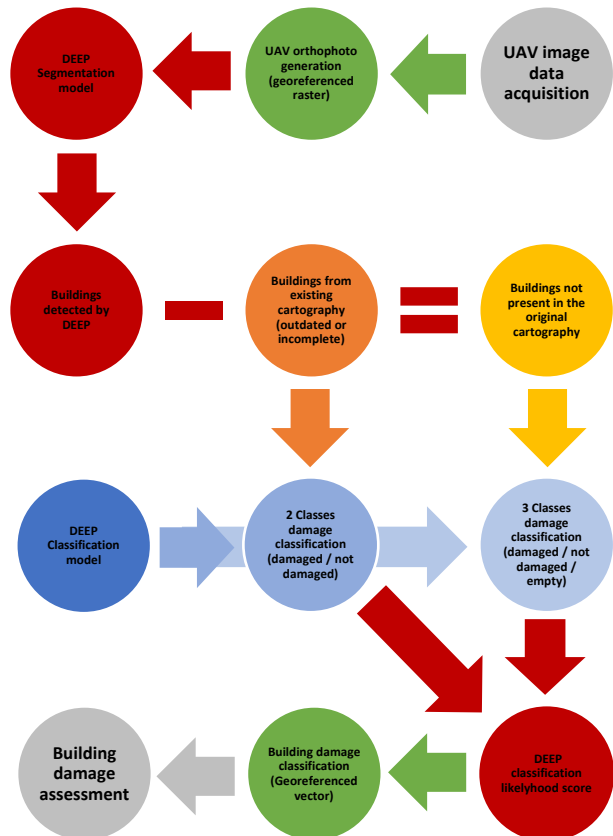 DEEP
Segmentation
model
UAV orthophoto
generation
(georeferenced
raster)
UAV image
data
acquisition
Buildings
detected by
DEEP
Buildings from
existing
cartography
(outdated or
incomplete)
Buildings not
present in the
original
cartography
DEEP
Classification
model
2 Classes
damage
classification
(damaged / not
damaged)
3 Classes
damage
classification
(damaged / not
damaged /
empty)
Building
damage
assessment
Building damage
classification
(Georeferenced
vector)
DEEP
classification
likelyhood score